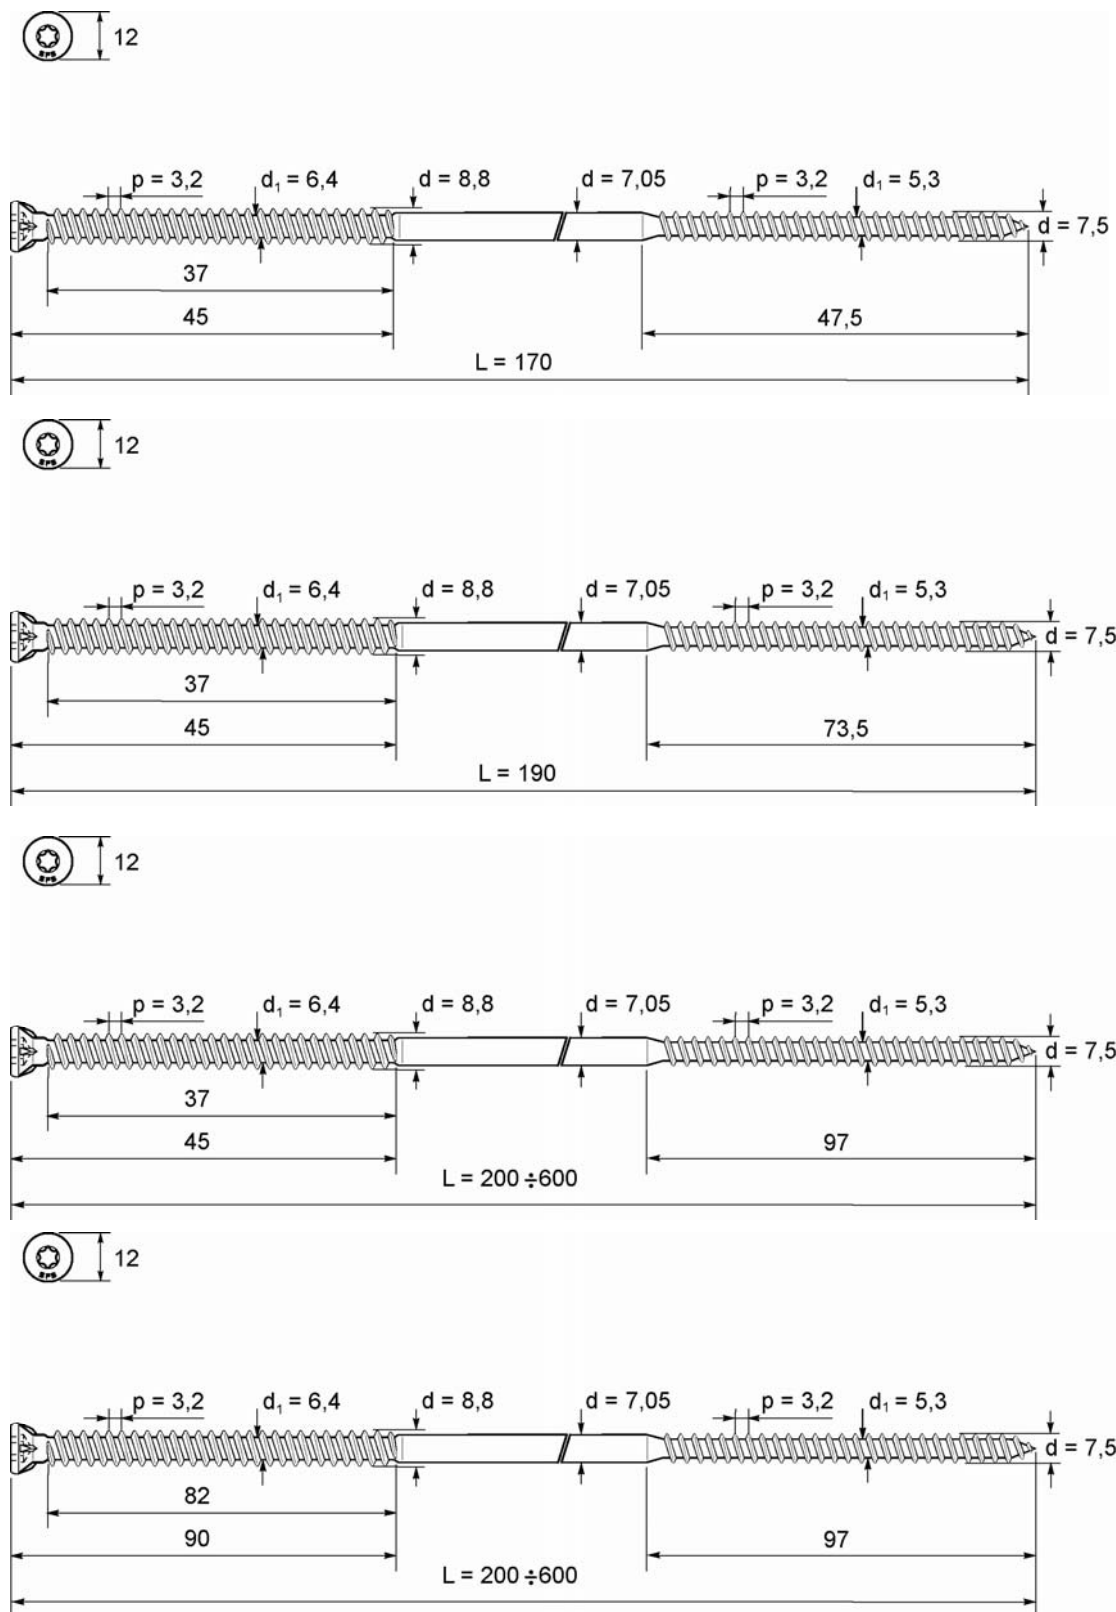 12
SFS
p = 3,2 d₁ = 6,4 d = 8,8 d = 7,05 p = 3,2 d₁ = 5,3
d = 7,5
37
45 47,5
L = 170
12
SFS
p = 3,2 d₁ = 6,4 d = 8,8 d = 7,05 p = 3,2 d₁ = 5,3
d = 7,5
37
45 73,5
L = 190
12
SFS
p = 3,2 d₁ = 6,4 d = 8,8 d = 7,05 p = 3,2 d₁ = 5,3
d = 7,5
37
45 97
L = 200 ÷600
12
SFS
p = 3,2 d₁ = 6,4 d = 8,8 d = 7,05 p = 3,2 d₁ = 5,3
d = 7,5
82
90 97
L = 200 ÷600